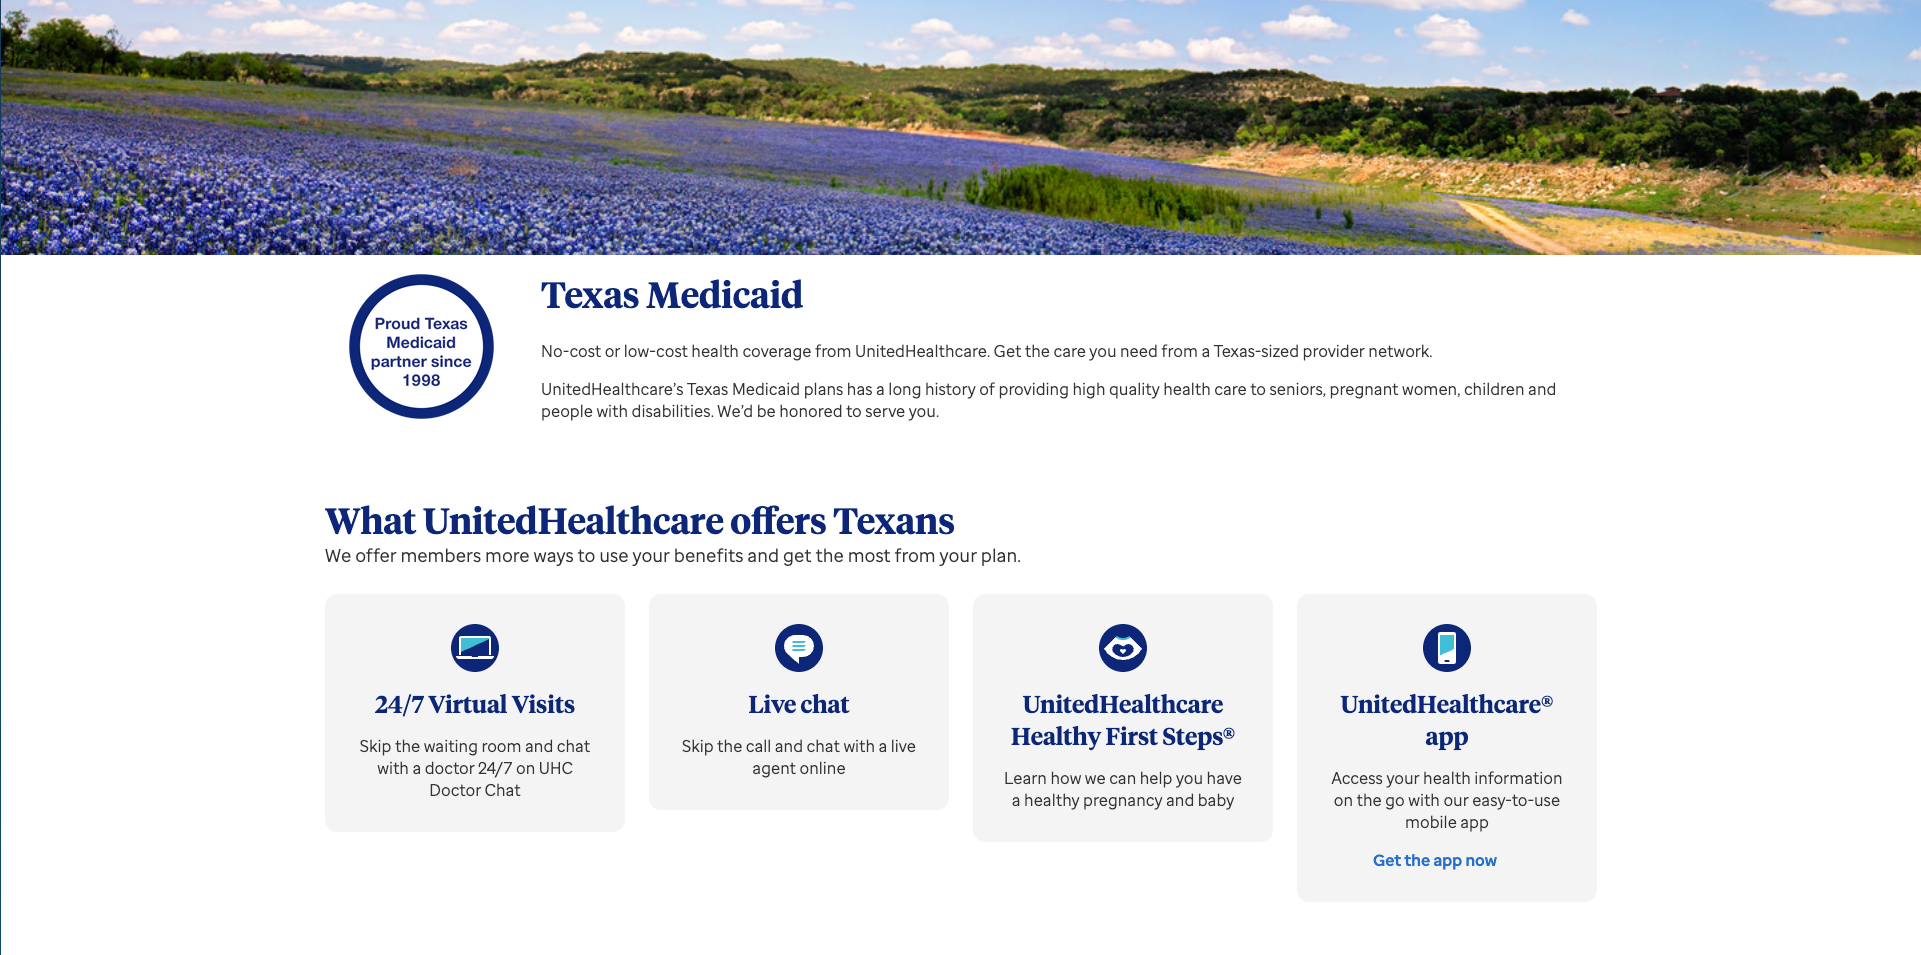 Proud Texas
Medicaid
partner since
1998
Texas Medicaid
No-cost or low-cost health coverage from UnitedHealthcare. Get the care you need from a Texas-sized provider network.
UnitedHealthcare’s Texas Medicaid plans has a long history of providing high quality health care to seniors, pregnant women, children and
people with disabilities. We’d be honored to serve you.
What UnitedHealthcare offers Texans
We offer members more ways to use your benefits and get the most from your plan.
24/7 Virtual Visits
Skip the waiting room and chat
with a doctor 24/7 on UHC
Doctor Chat
Live chat
Skip the call and chat with a live
agent online
UnitedHealthcare
Healthy First Steps®
Learn how we can help you have
a healthy pregnancy and baby
UnitedHealthcare®
app
Access your health information
on the go with our easy-to-use
mobile app
Get the app now